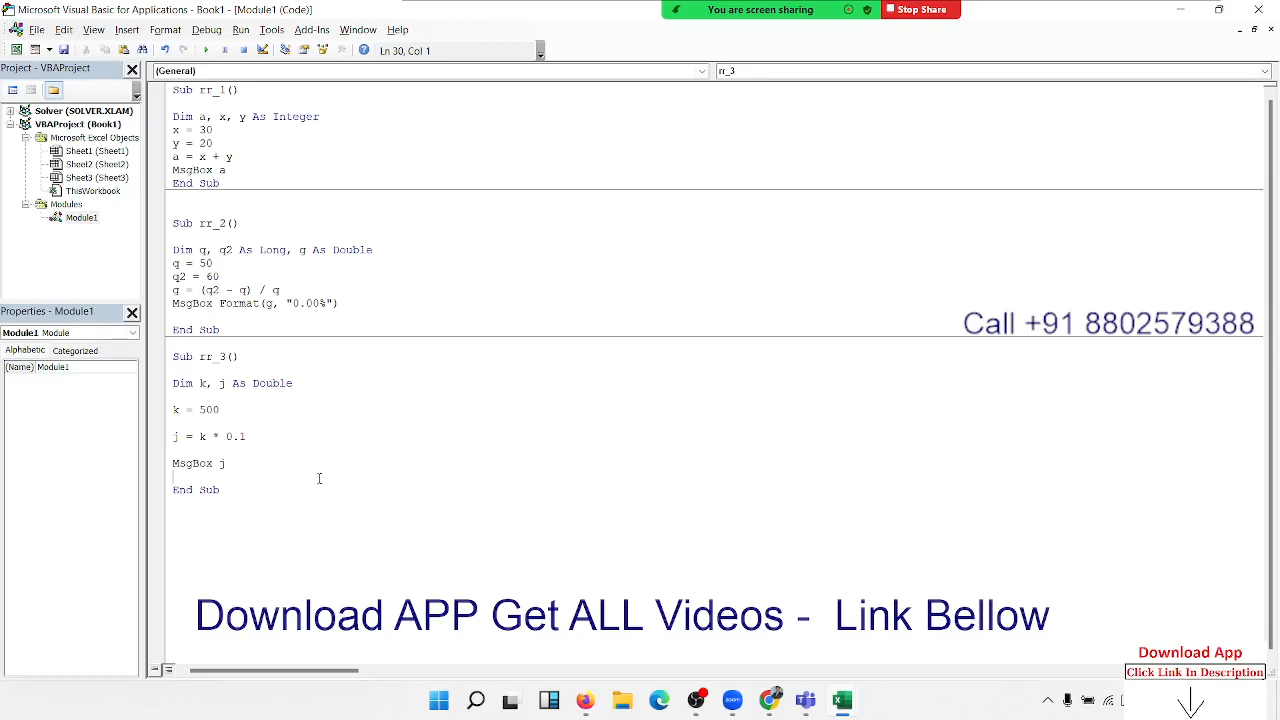 Microsoft Visual Basic for Applications - Book1 - [Module1 (Code)]
You are screen sharing
Stop Share
File Edit View Insert Format Debug Run Tools Add-Ins Window Help
Ln 30, Col 1
Project - VBAProject
(General)
rr_3
Solver (SOLVER.XLAM)
VBAProject (Book1)
Microsoft Excel Objects
Sheet1 (Sheet1)
Sheet2 (Sheet2)
Sheet3 (Sheet3)
ThisWorkbook
Modules
Module1
Properties - Module1
Module1 Module
Alphabetic Categorized
(Name) Module1
Sub rr_1()
Dim a, x, y As Integer
x = 30
y = 20
a = x + y
MsgBox a
End Sub
Sub rr_2()
Dim q, q2 As Long, g As Double
q = 50
q2 = 60
g = (q2 - q) / q
MsgBox Format(g, "0.00%")
End Sub
Sub rr_3()
Dim k, j As Double
k = 500
j = k * 0.1
MsgBox j
End Sub
Call +91 8802579388
Download APP Get ALL Videos - Link Bellow
Download App
Click Link In Description
zoom